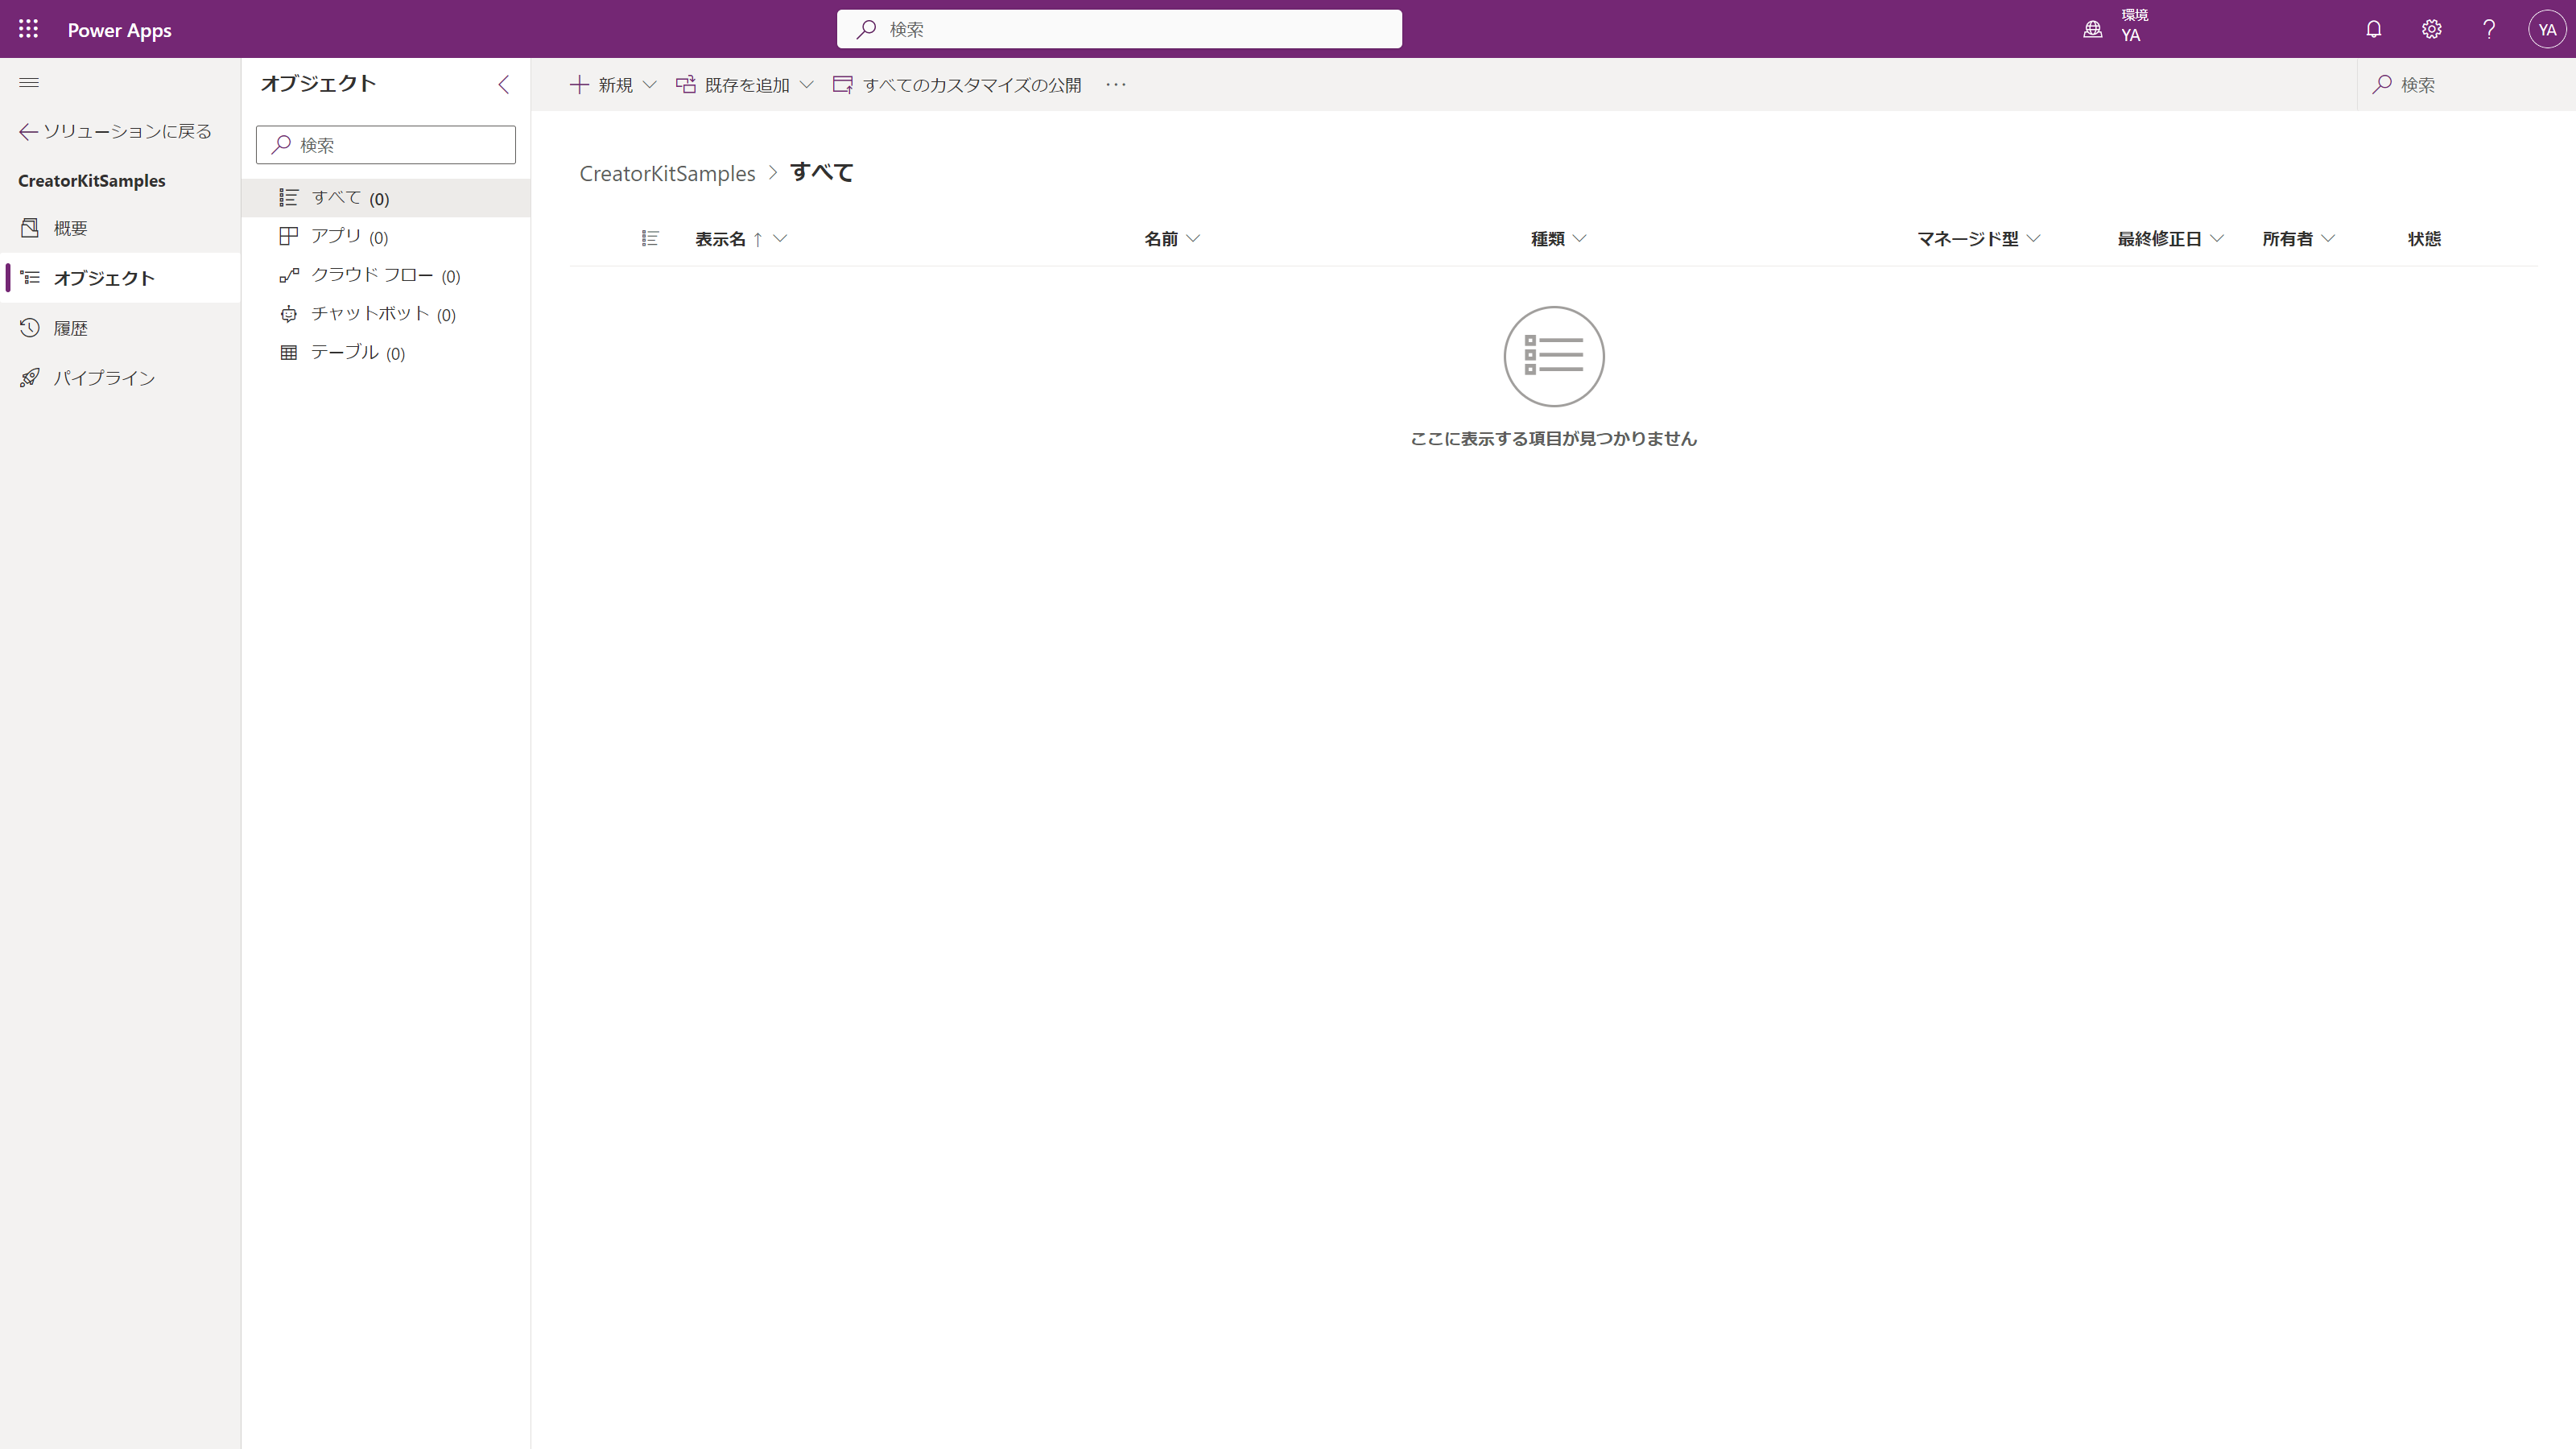 Power Apps
検索
環境
YA
YA
オブジェクト
新規
既存を追加
すべてのカスタマイズの公開
検索
ソリューションに戻る
検索
CreatorKitSamples
CreatorKitSamples すべて
すべて (0)
概要
アプリ (0)
表示名 ↑ 名前 種類 マネージド型 最終修正日 所有者 状態
オブジェクト
クラウド フロー (0)
チャットボット (0)
履歴
テーブル (0)
パイプライン
ここに表示する項目が見つかりません